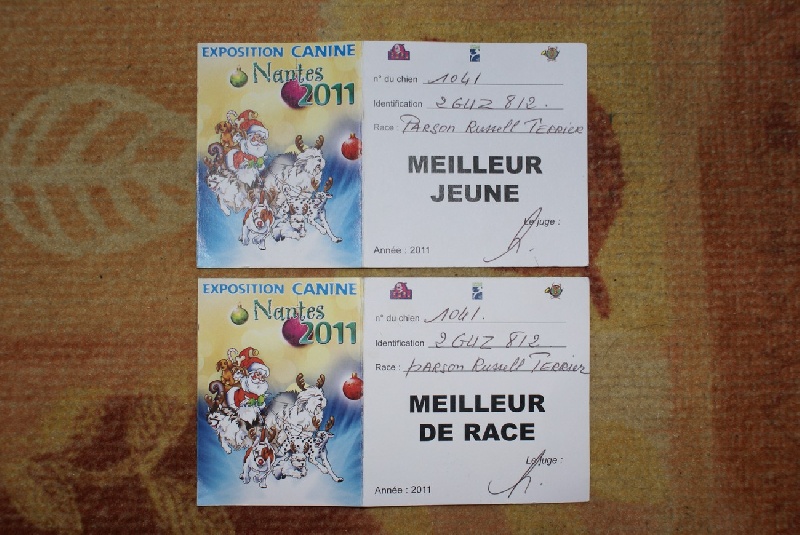 EXPOSITION CANINE
Nantes
2011
n° du chien 1041
Identification 2GUZ 812.
Race : Parson Russell Terrier
MEILLEUR
JEUNE
Le juge :
Année : 2011
EXPOSITION CANINE
Nantes
2011
n° du chien 1041.
Identification 2GUZ 812
Race : parson Russell Terrier
MEILLEUR
DE RACE
Le juge :
Année : 2011